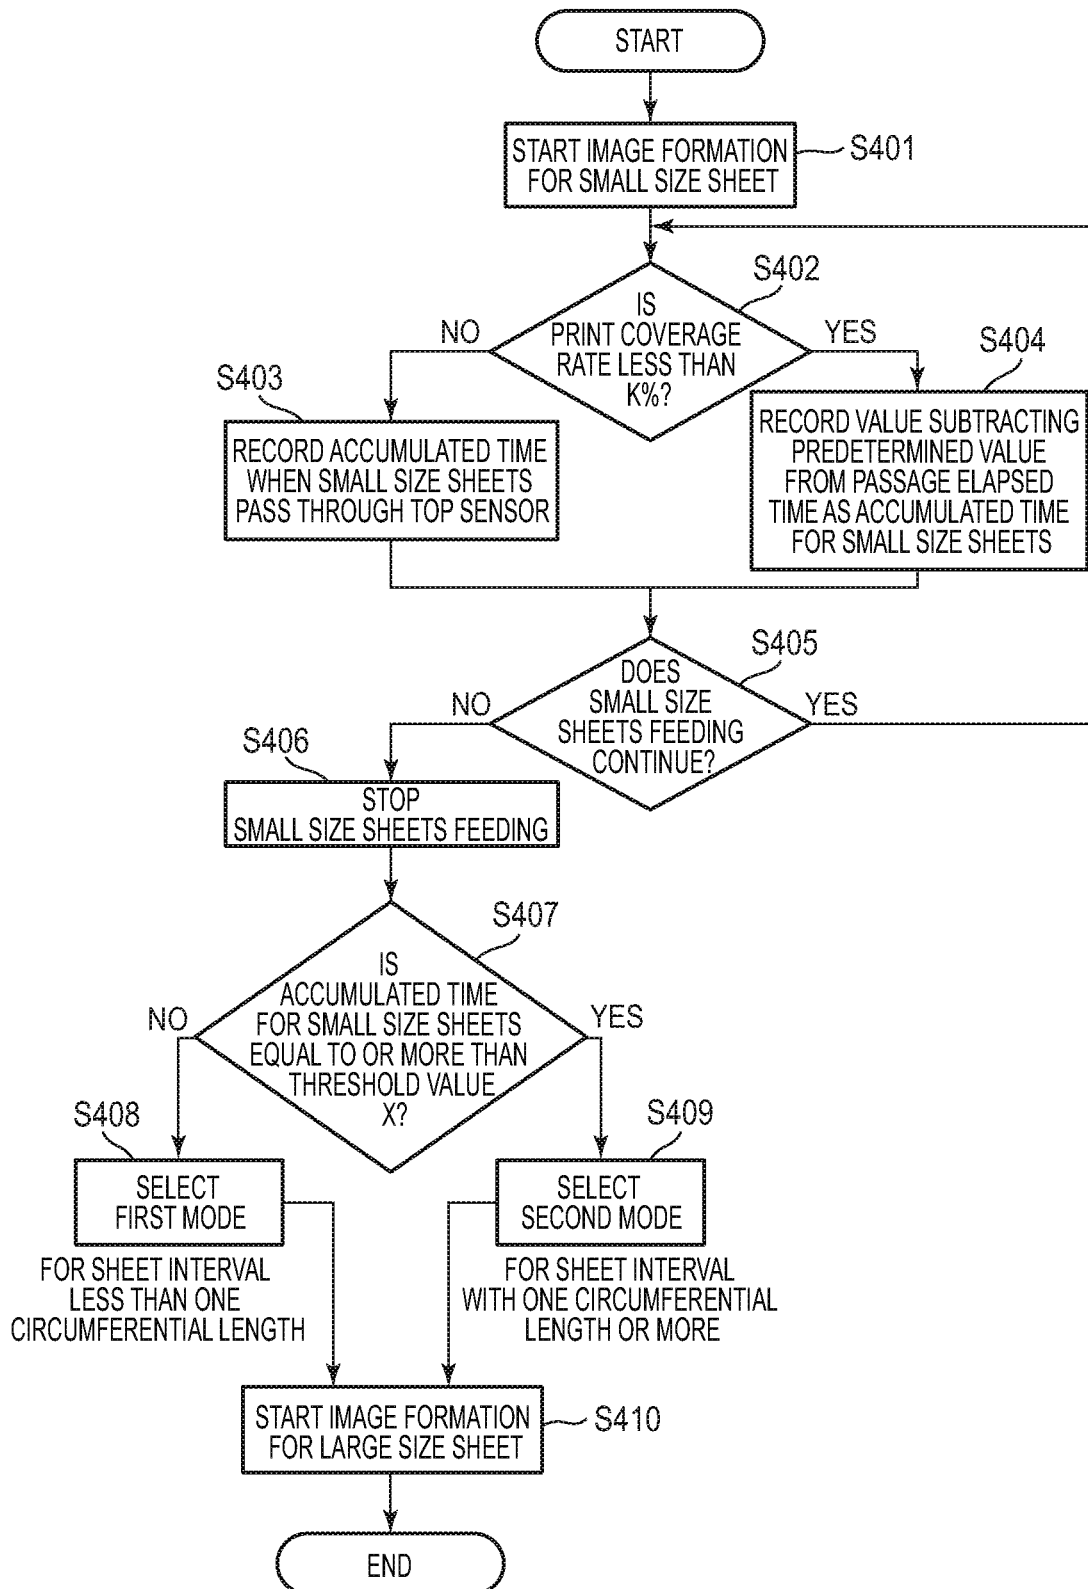 START
START IMAGE FORMATION
FOR SMALL SIZE SHEET
S401
S402
IS
PRINT COVERAGE
RATE LESS THAN
K%?
NO
YES
S403
S404
RECORD ACCUMULATED TIME
WHEN SMALL SIZE SHEETS
PASS THROUGH TOP SENSOR
RECORD VALUE SUBTRACTING
PREDETERMINED VALUE
FROM PASSAGE ELAPSED
TIME AS ACCUMULATED TIME
FOR SMALL SIZE SHEETS
S405
DOES
SMALL SIZE
SHEETS FEEDING
CONTINUE?
NO
YES
S406
STOP
SMALL SIZE SHEETS FEEDING
S407
IS
ACCUMULATED TIME
FOR SMALL SIZE SHEETS
EQUAL TO OR MORE THAN
THRESHOLD VALUE
X?
NO
YES
S408
S409
SELECT
FIRST MODE
SELECT
SECOND MODE
FOR SHEET INTERVAL
LESS THAN ONE
CIRCUMFERENTIAL LENGTH
FOR SHEET INTERVAL
WITH ONE CIRCUMFERENTIAL
LENGTH OR MORE
START IMAGE FORMATION
FOR LARGE SIZE SHEET
S410
END